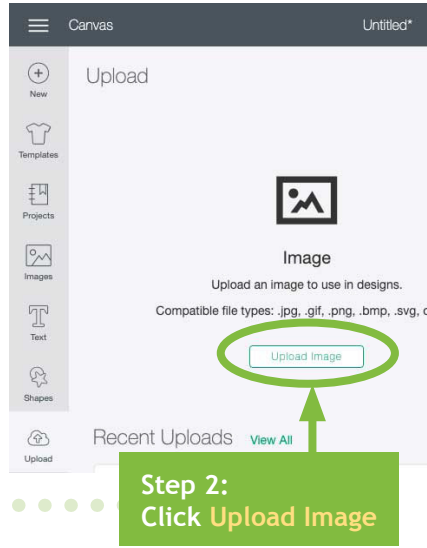 Canvas
Untitled*
New
Upload
Templates
Projects
Images
Image
Upload an image to use in designs.
Compatible file types: .jpg, .gif, .png, .bmp, .svg,
Text
Upload Image
Shapes
Upload
Recent Uploads View All
Step 2:
Click Upload Image